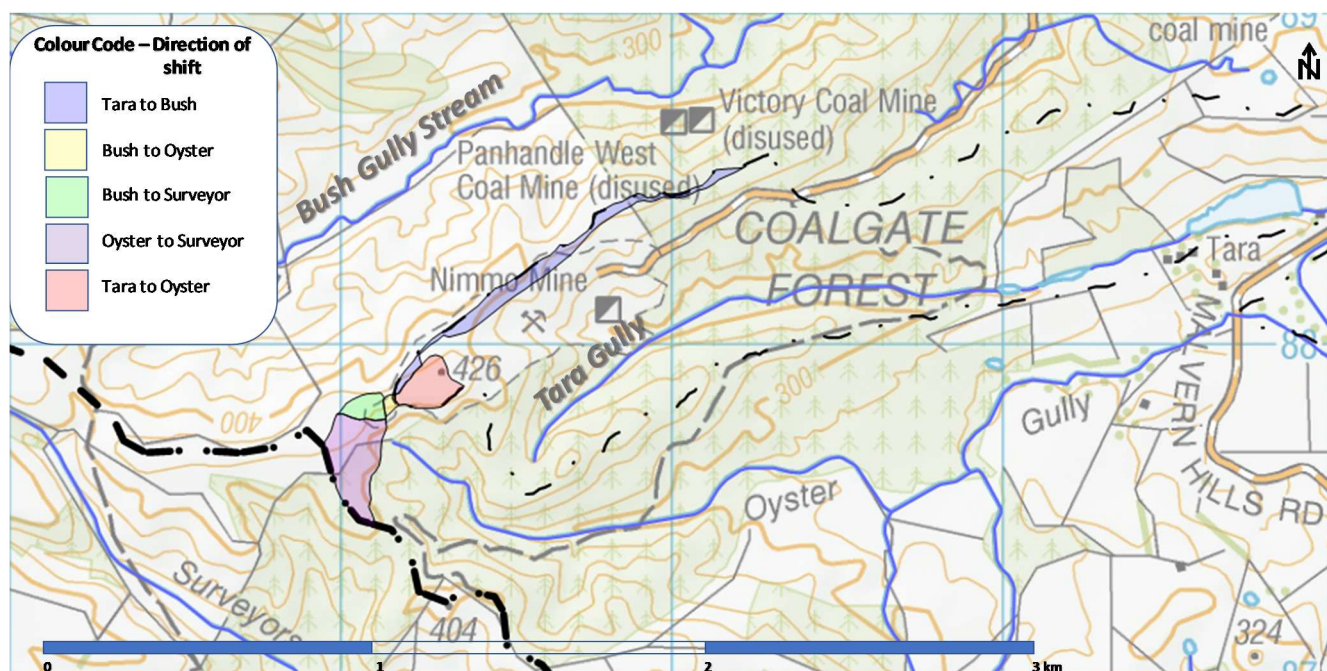 Colour Code – Direction of
shift
Tara to Bush
Bush to Oyster
Bush to Surveyor
Oyster to Surveyor
Tara to Oyster
300
coal mine
89
N
Bush Gully Stream
Victory Coal Mine
(disused)
Panhandle West
Coal Mine (disused)
COALGATE
FOREST
Nimmo Mine
Tara
Tara Gully
MALVERN HILLS RD
88
426
300
400
Gully
Oyster
Surveyors
404
324
0
1
2
3 km